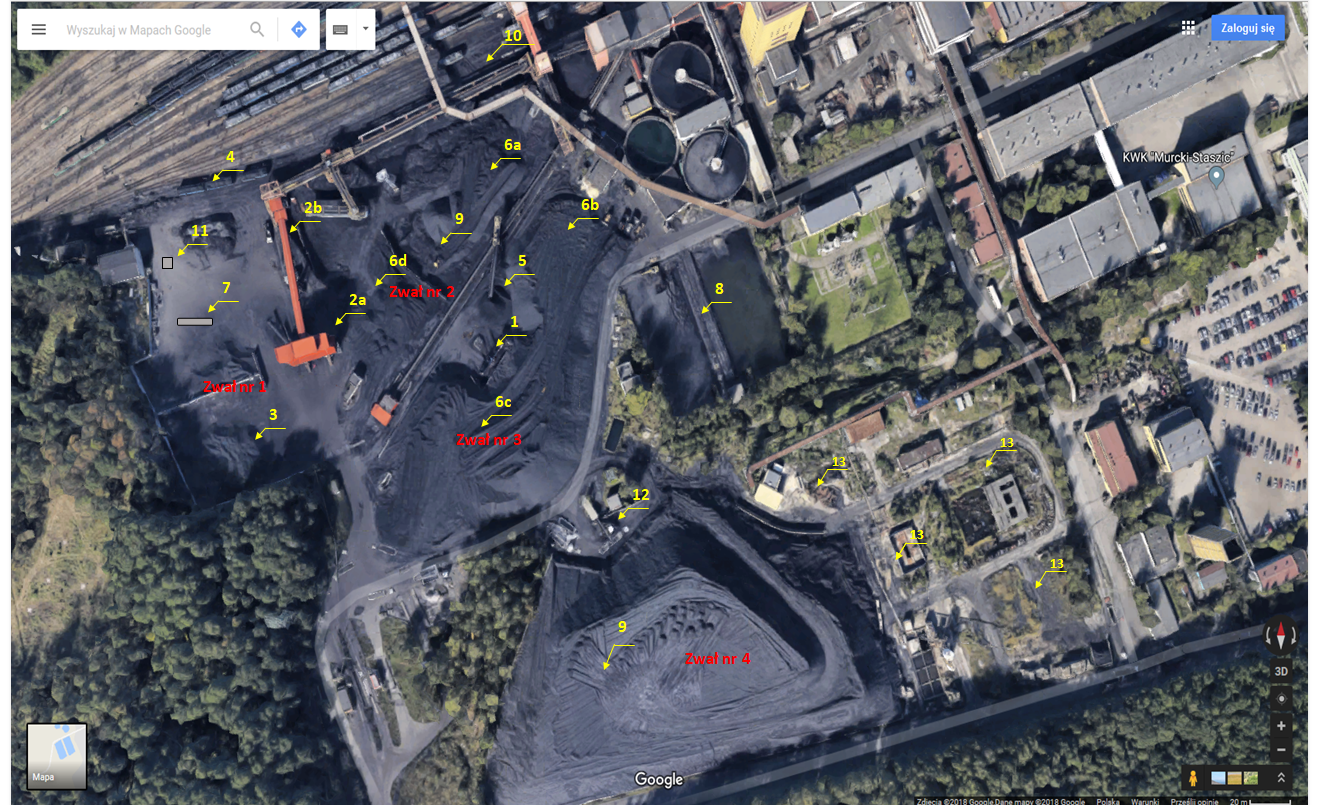 Wyszukaj w Mapach Google
Zaloguj się
10
6a
4
KWK "Murcki-Staszic"
2b
6b
9
11
6d
5
7
Zwał nr 2
8
2a
1
Zwał nr 1
6c
3
Zwał nr 3
13
13
12
13
13
9
Zwał nr 4
3D
Mapa
Google
Zdjęcia ©2018 Google, Dane mapy ©2018 Google Polska Warunki Prześlij opinię 20 m